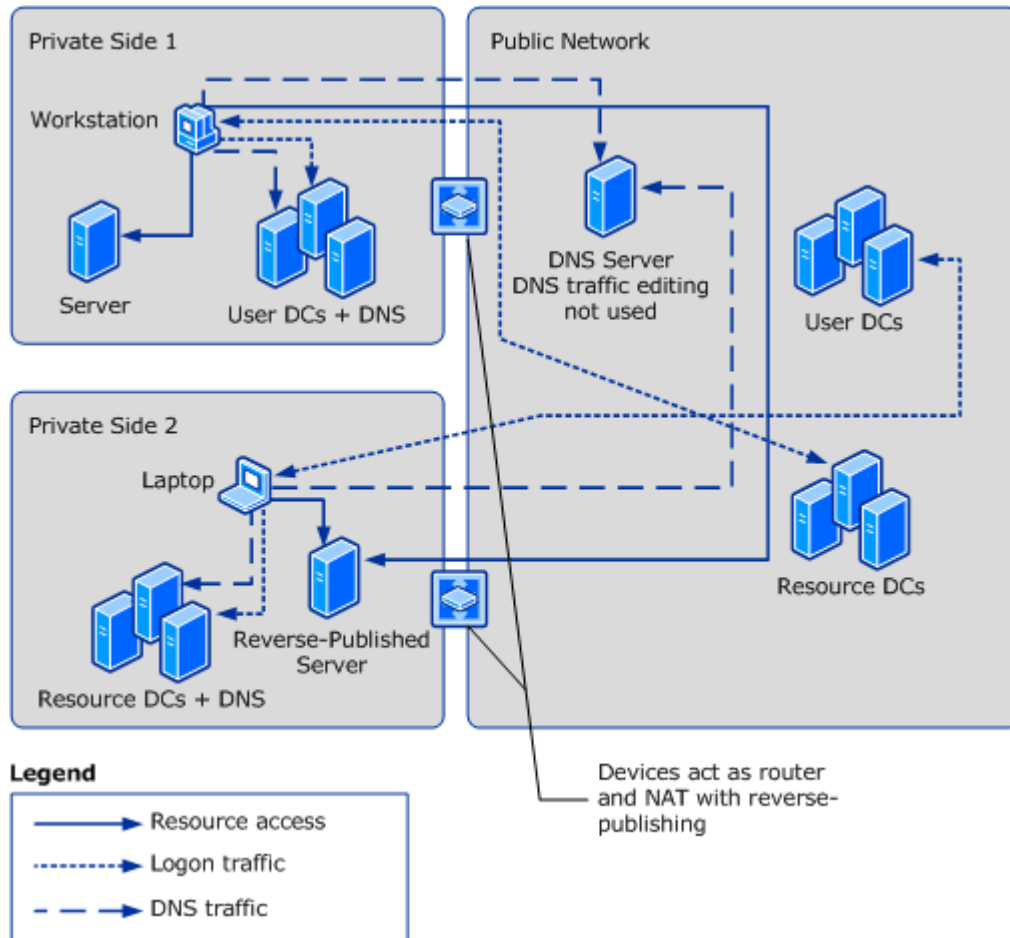 Private Side 1
Public Network
Workstation
Server
User DCs + DNS
DNS Server
DNS traffic editing
not used
User DCs
Private Side 2
Laptop
Resource DCs
Reverse-Published
Server
Resource DCs + DNS
Legend
Resource access
Logon traffic
DNS traffic
Devices act as router
and NAT with reverse-
publishing